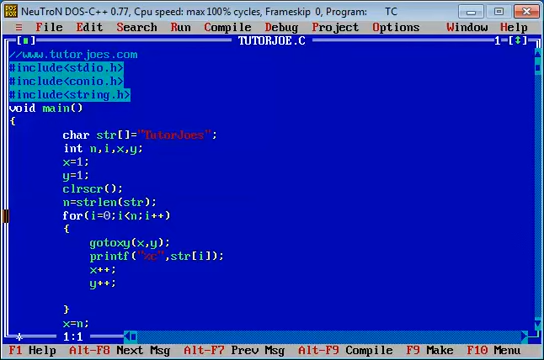 NeuTroN DOS-C++ 0.77, Cpu speed: max 100% cycles, Frameskip 0, Program: TC
≡ File Edit Search Run Compile Debug Project Options Window Help
TUTORJOE.C 1=[↕]
//www.tutorjoes.com
#include<stdio.h>
#include<conio.h>
#include<string.h>
void main()
{
char str[]="TutorJoes";
int n,i,x,y;
x=1;
y=1;
clrscr();
n=strlen(str);
for(i=0;i<n;i++)
{
gotoxy(x,y);
printf("%c",str[i]);
x++;
y++;
}
x=n;
1:1
F1 Help Alt-F8 Next Msg Alt-F7 Prev Msg Alt-F9 Compile F9 Make F10 Menu